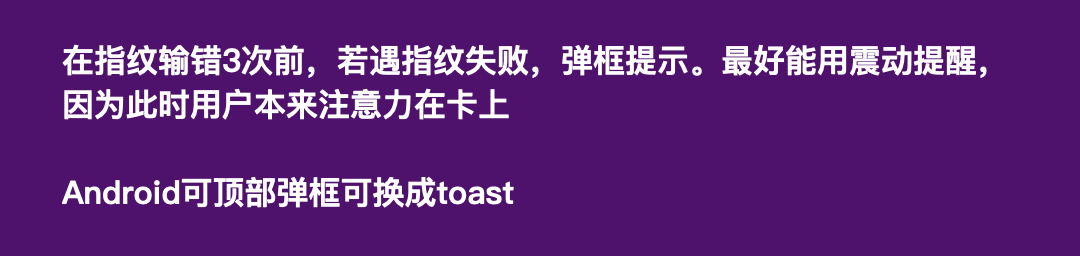 在指纹输错3次前，若遇指纹失败，弹框提示。最好能用震动提醒，
因为此时用户本来注意力在卡上
Android可顶部弹框可换成toast